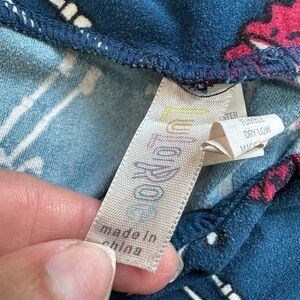 LuLaRoe
made in
china
TUMBLE
DRY LOW